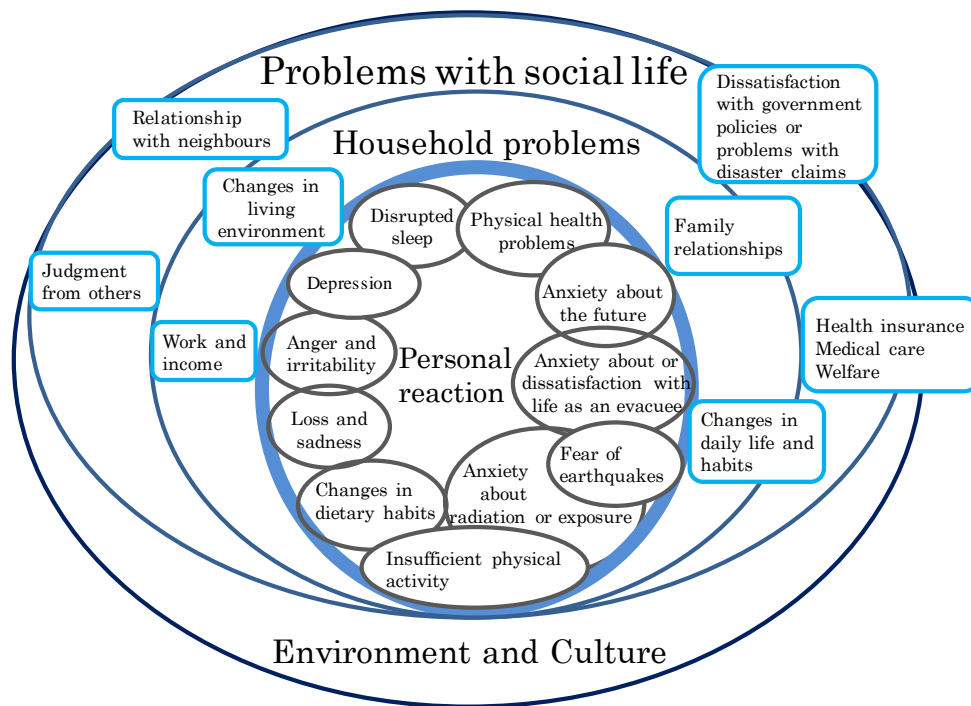 Problems with social life
Dissatisfaction
with government
policies or
problems with
disaster claims
Relationship
with neighbours
Household problems
Changes in
living
environment
Disrupted
sleep
Physical health
problems
Family
relationships
Judgment
from others
Depression
Anxiety about
the future
Work and
income
Anger and
irritability
Personal
reaction
Anxiety about or
dissatisfaction with
life as an evacuee
Health insurance
Medical care
Welfare
Loss and
sadness
Changes in
daily life and
habits
Fear of
earthquakes
Changes in
dietary habits
Anxiety
about
radiation or exposure
Insufficient physical
activity
Environment and Culture